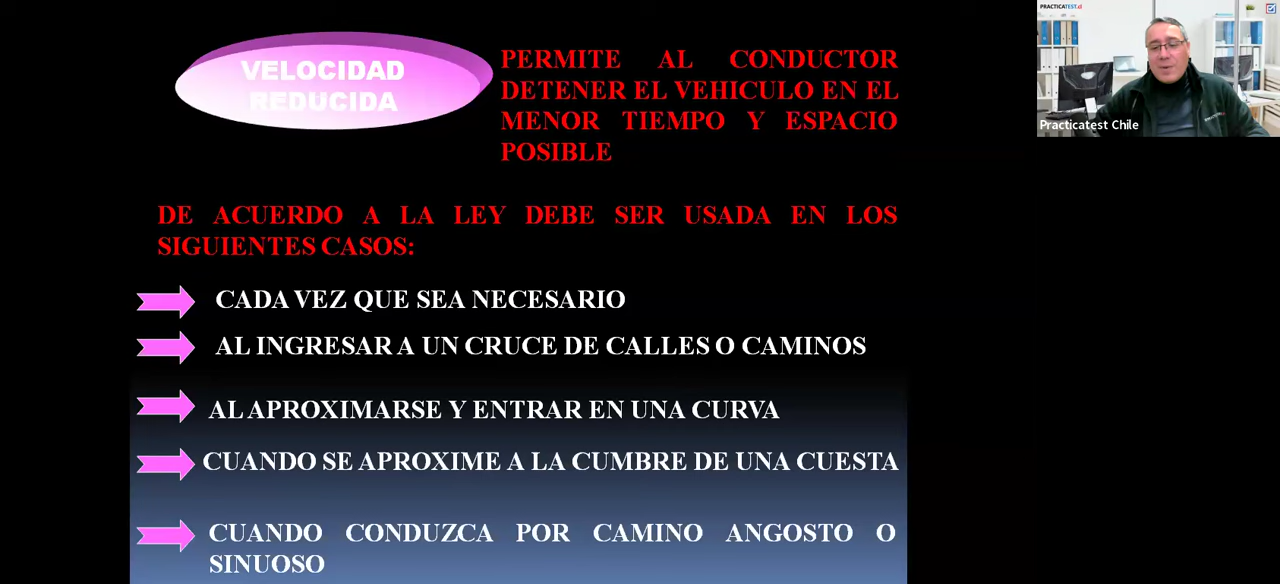 VELOCIDAD
REDUCIDA
PERMITE AL CONDUCTOR
DETENER EL VEHICULO EN EL
MENOR TIEMPO Y ESPACIO
POSIBLE
PRACTICATEST.cl
Practicatest Chile
DE ACUERDO A LA LEY DEBE SER USADA EN LOS
SIGUIENTES CASOS:
CADA VEZ QUE SEA NECESARIO
AL INGRESAR A UN CRUCE DE CALLES O CAMINOS
AL APROXIMARSE Y ENTRAR EN UNA CURVA
CUANDO SE APROXIME A LA CUMBRE DE UNA CUESTA
CUANDO CONDUZCA POR CAMINO ANGOSTO O
SINUOSO